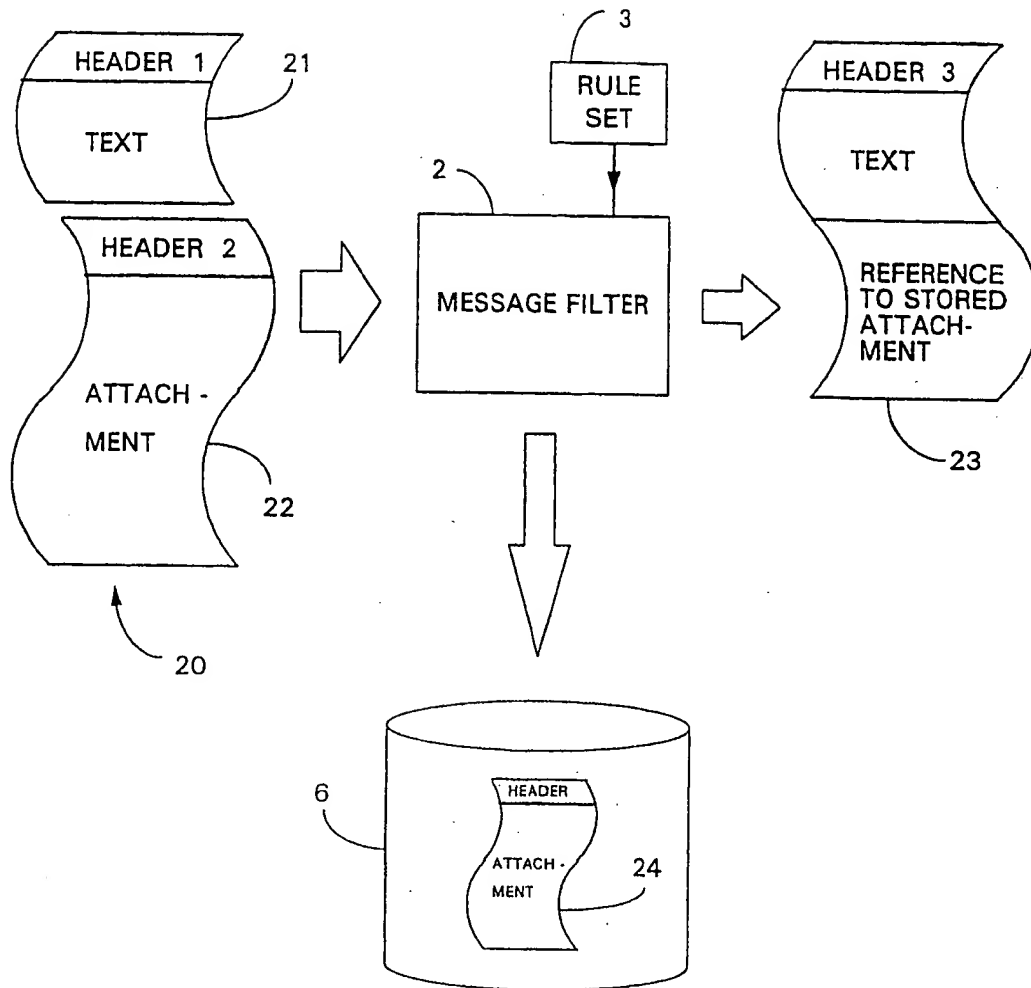 HEADER 1
21
TEXT
HEADER 2
ATTACH -
MENT
22
20
3
RULE
SET
2
MESSAGE FILTER
HEADER 3
TEXT
REFERENCE
TO STORED
ATTACH-
MENT
23
6
HEADER
ATTACH -
MENT
24